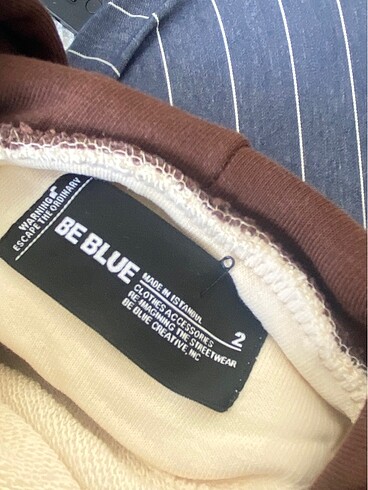 WARNING®
ESCAPE THE ORDINARY
BE BLUE
MADE IN ISTANBUL
CLOTHES ACCESSORIES
RE-IMAGINING THE STREETWEAR
BE BLUE CREATIVE, INC
2